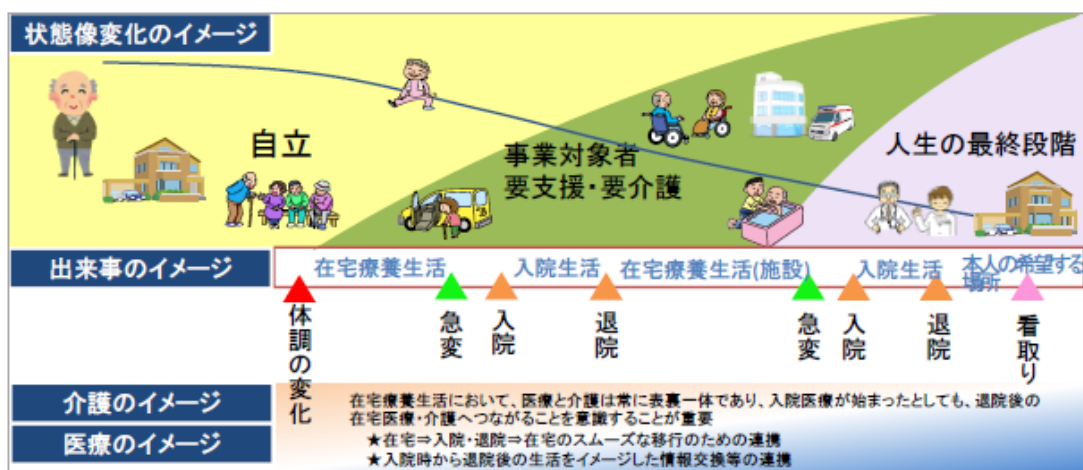 状態像変化のイメージ
自立
事業対象者
要支援・要介護
人生の最終段階
出来事のイメージ
在宅療養生活
入院生活
在宅療養生活(施設)
入院生活
本人の希望する
場所
体調の変化
急変
入院
退院
急変
入院
退院
看取り
介護のイメージ
医療のイメージ
在宅療養生活において、医療と介護は常に表裏一体であり、入院医療が始まったとしても、退院後の
在宅医療・介護へつながることを意識することが重要
★在宅⇒入院・退院⇒在宅のスムーズな移行のための連携
★入院時から退院後の生活をイメージした情報交換等の連携